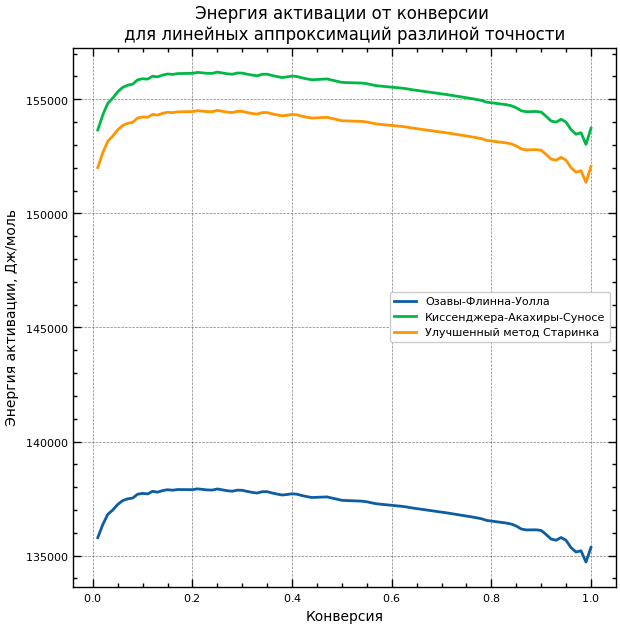 Энергия активации от конверсии
для линейных аппроксимаций разлиной точности
Энергия активации, Дж/моль
155000
150000
145000
140000
135000
Озавы-Флинна-Уолла
Киссенджера-Акахиры-Суносе
Улучшенный метод Старинка
0.0 0.2 0.4 0.6 0.8 1.0
Конверсия